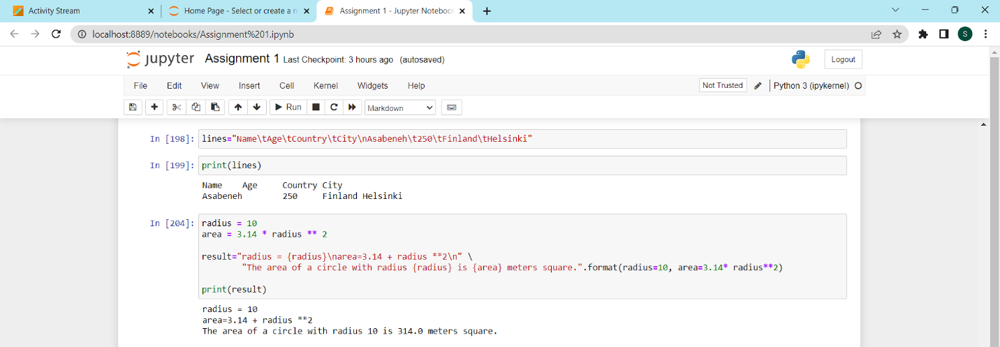 Activity Stream
Home Page - Select or create a n
Assignment 1 - Jupyter Notebook
localhost:8889/notebooks/Assignment%201.ipynb
S
jupyter Assignment 1 Last Checkpoint: 3 hours ago (autosaved)
Logout
File Edit View Insert Cell Kernel Widgets Help
Not Trusted
Python 3 (ipykernel)
Run
Markdown
In [198]: lines="Name\tAge\tCountry\tCity\nAsabeneh\t250\tFinland\tHelsinki"
In [199]: print(lines)
Name    Age     Country City
Asabeneh        250     Finland Helsinki
In [204]: radius = 10
area = 3.14 * radius ** 2
result="radius = {radius}\narea=3.14 + radius **2\n" \
        "The area of a circle with radius {radius} is {area} meters square.".format(radius=10, area=3.14* radius**2)
print(result)
radius = 10
area=3.14 + radius **2
The area of a circle with radius 10 is 314.0 meters square.